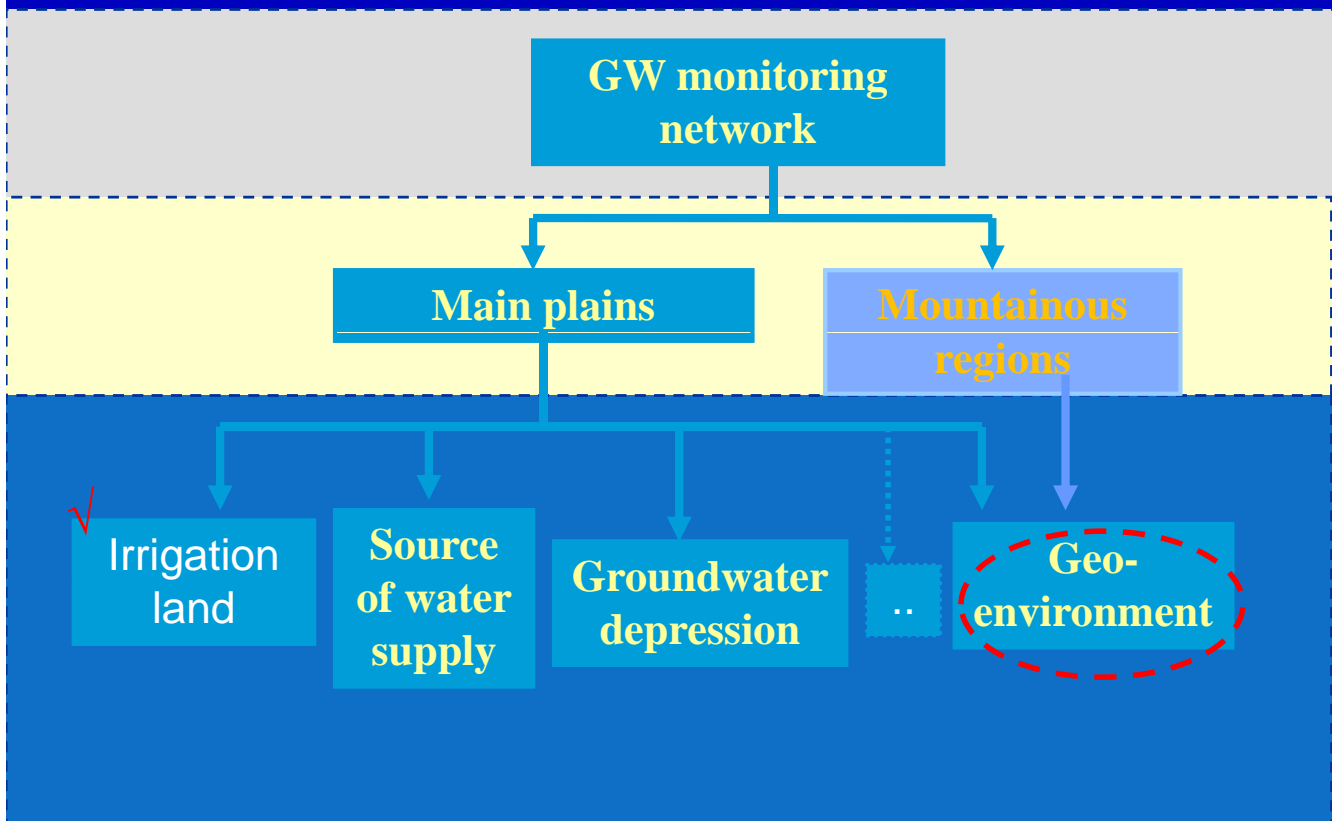 GW monitoring
network
Main plains
Mountainous
regions
√
Irrigation
land
Source
of water
supply
Groundwater
depression
..
Geo-
environment